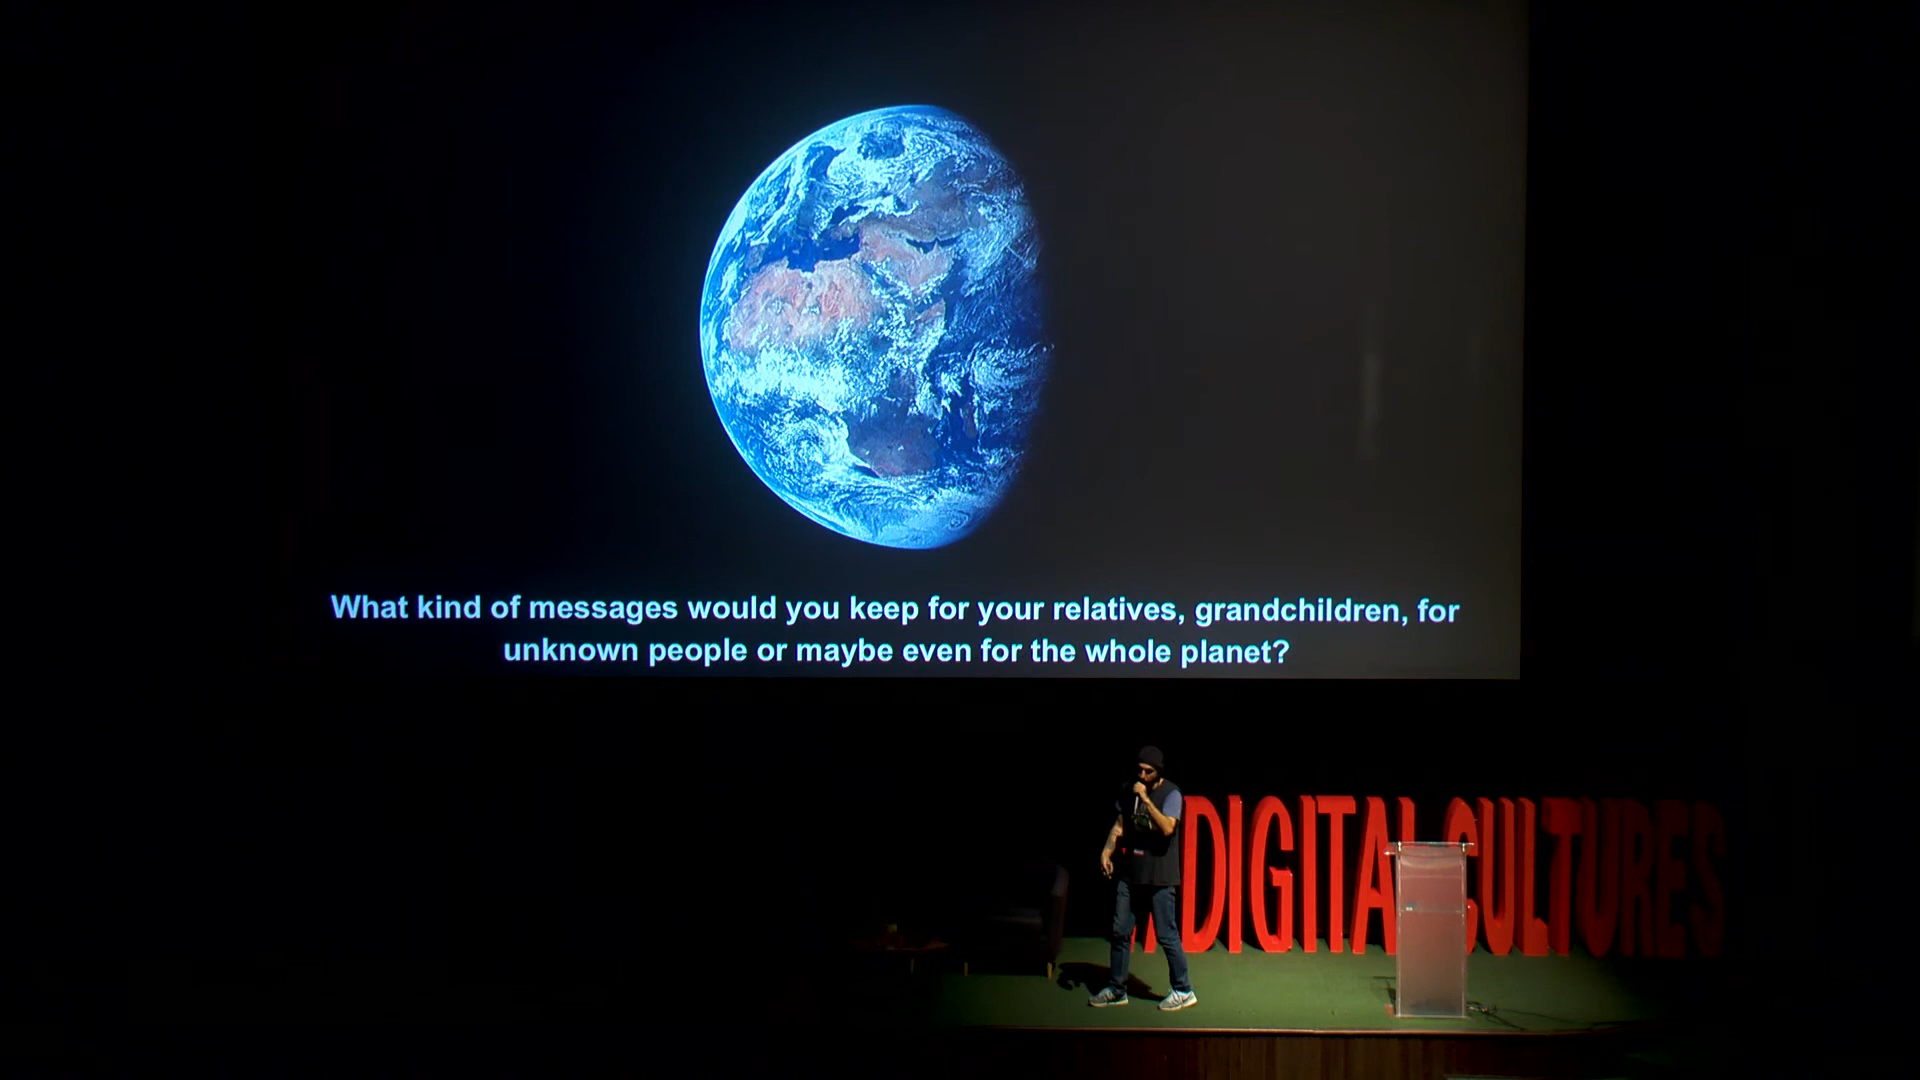 What kind of messages would you keep for your relatives, grandchildren, for
unknown people or maybe even for the whole planet?
DIGITAL CULTURES